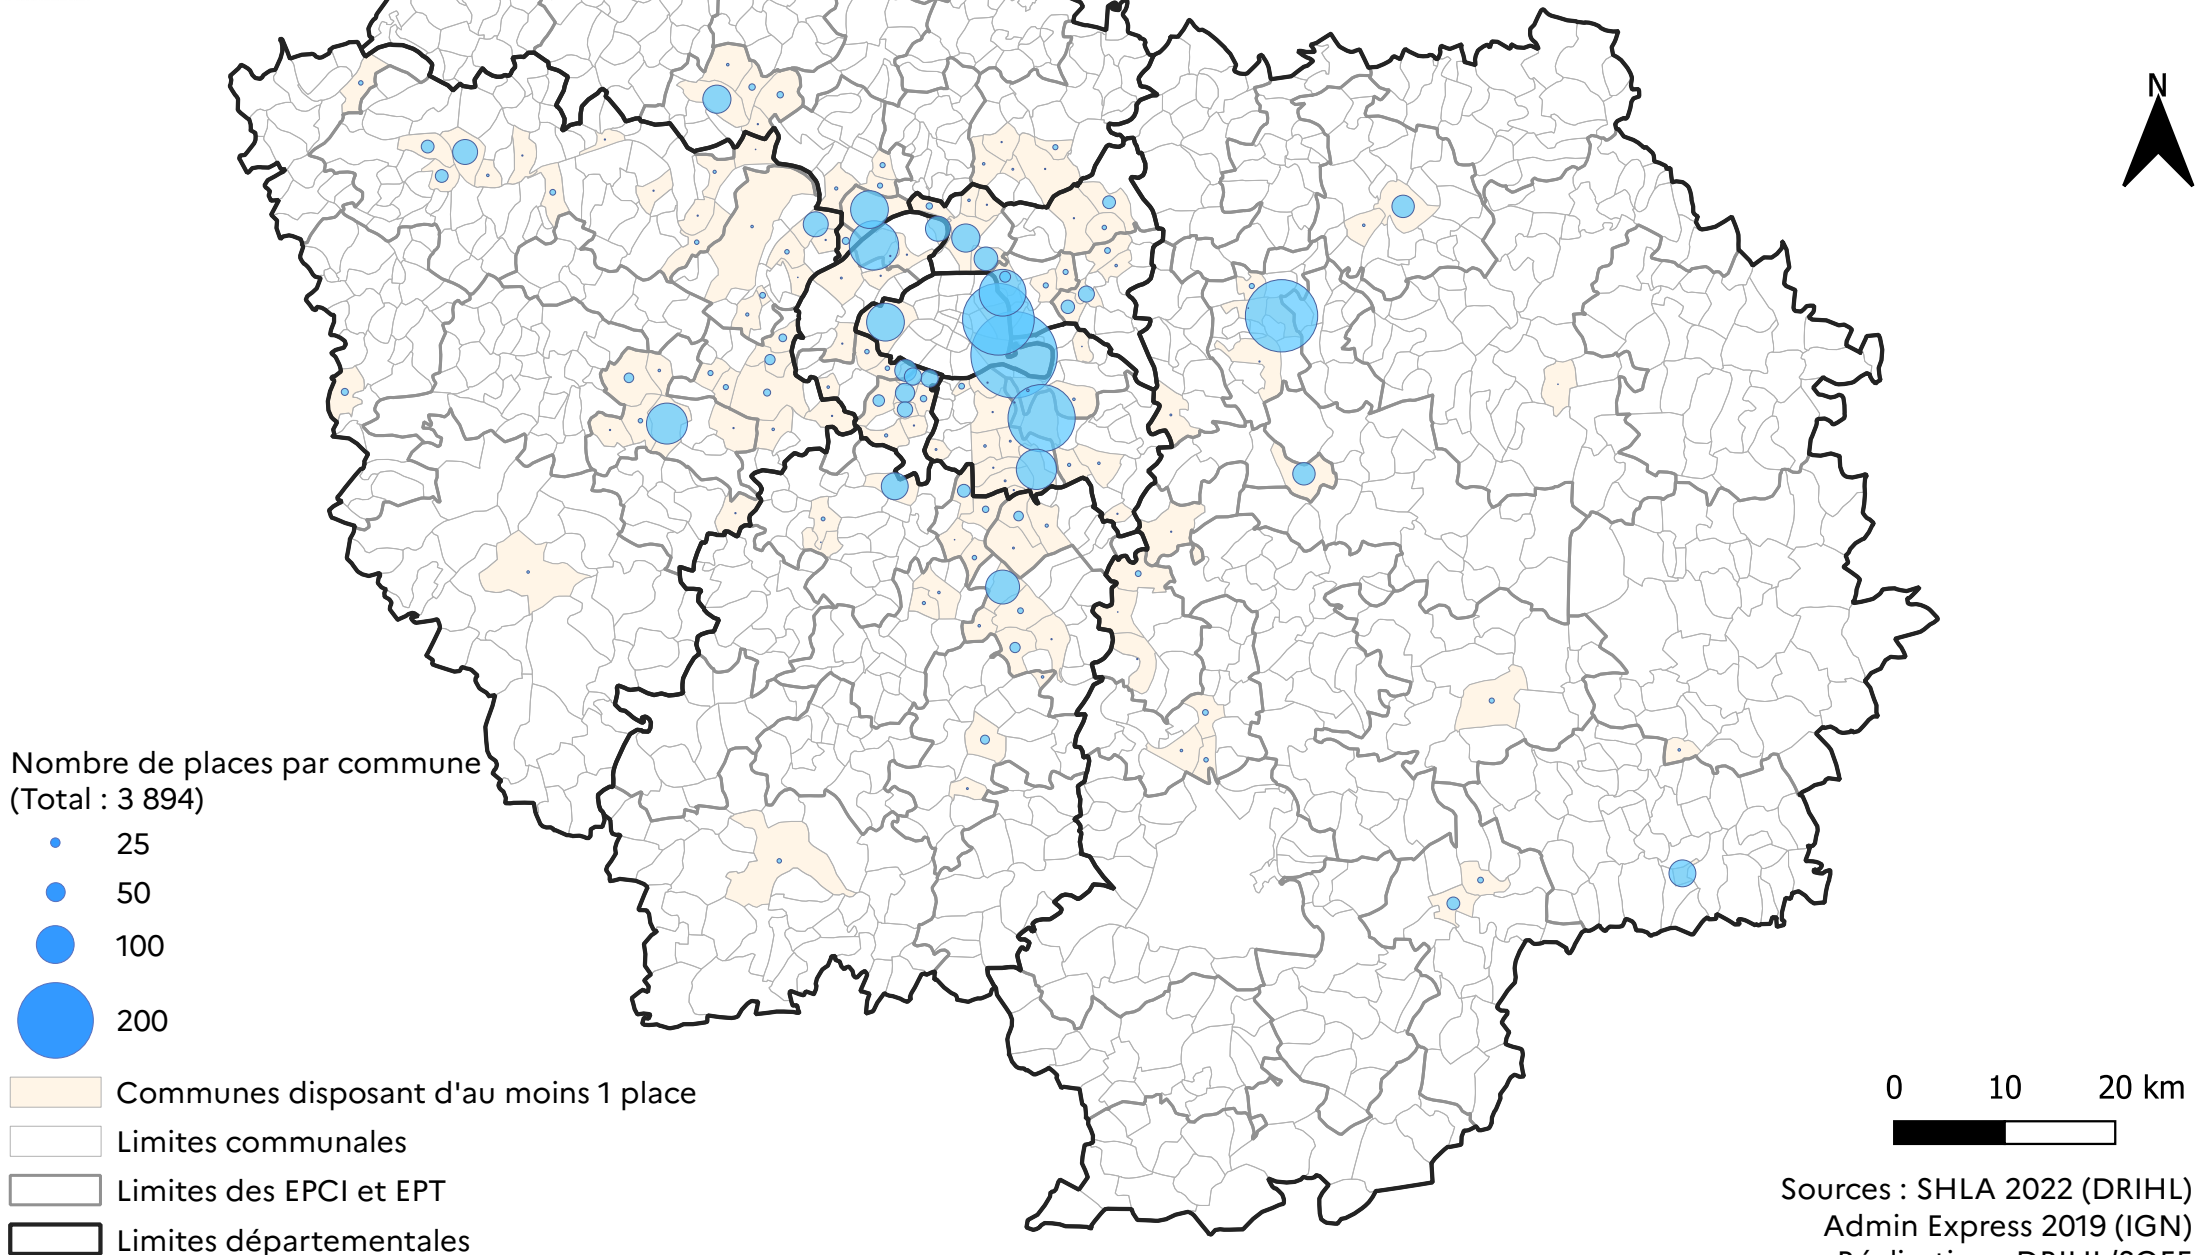 N
Nombre de places par commune
(Total : 3 894)
25
50
100
200
Communes disposant d'au moins 1 place
Limites communales
Limites des EPCI et EPT
Limites départementales
0 10 20 km
Sources : SHLA 2022 (DRIHL)
Admin Express 2019 (IGN)